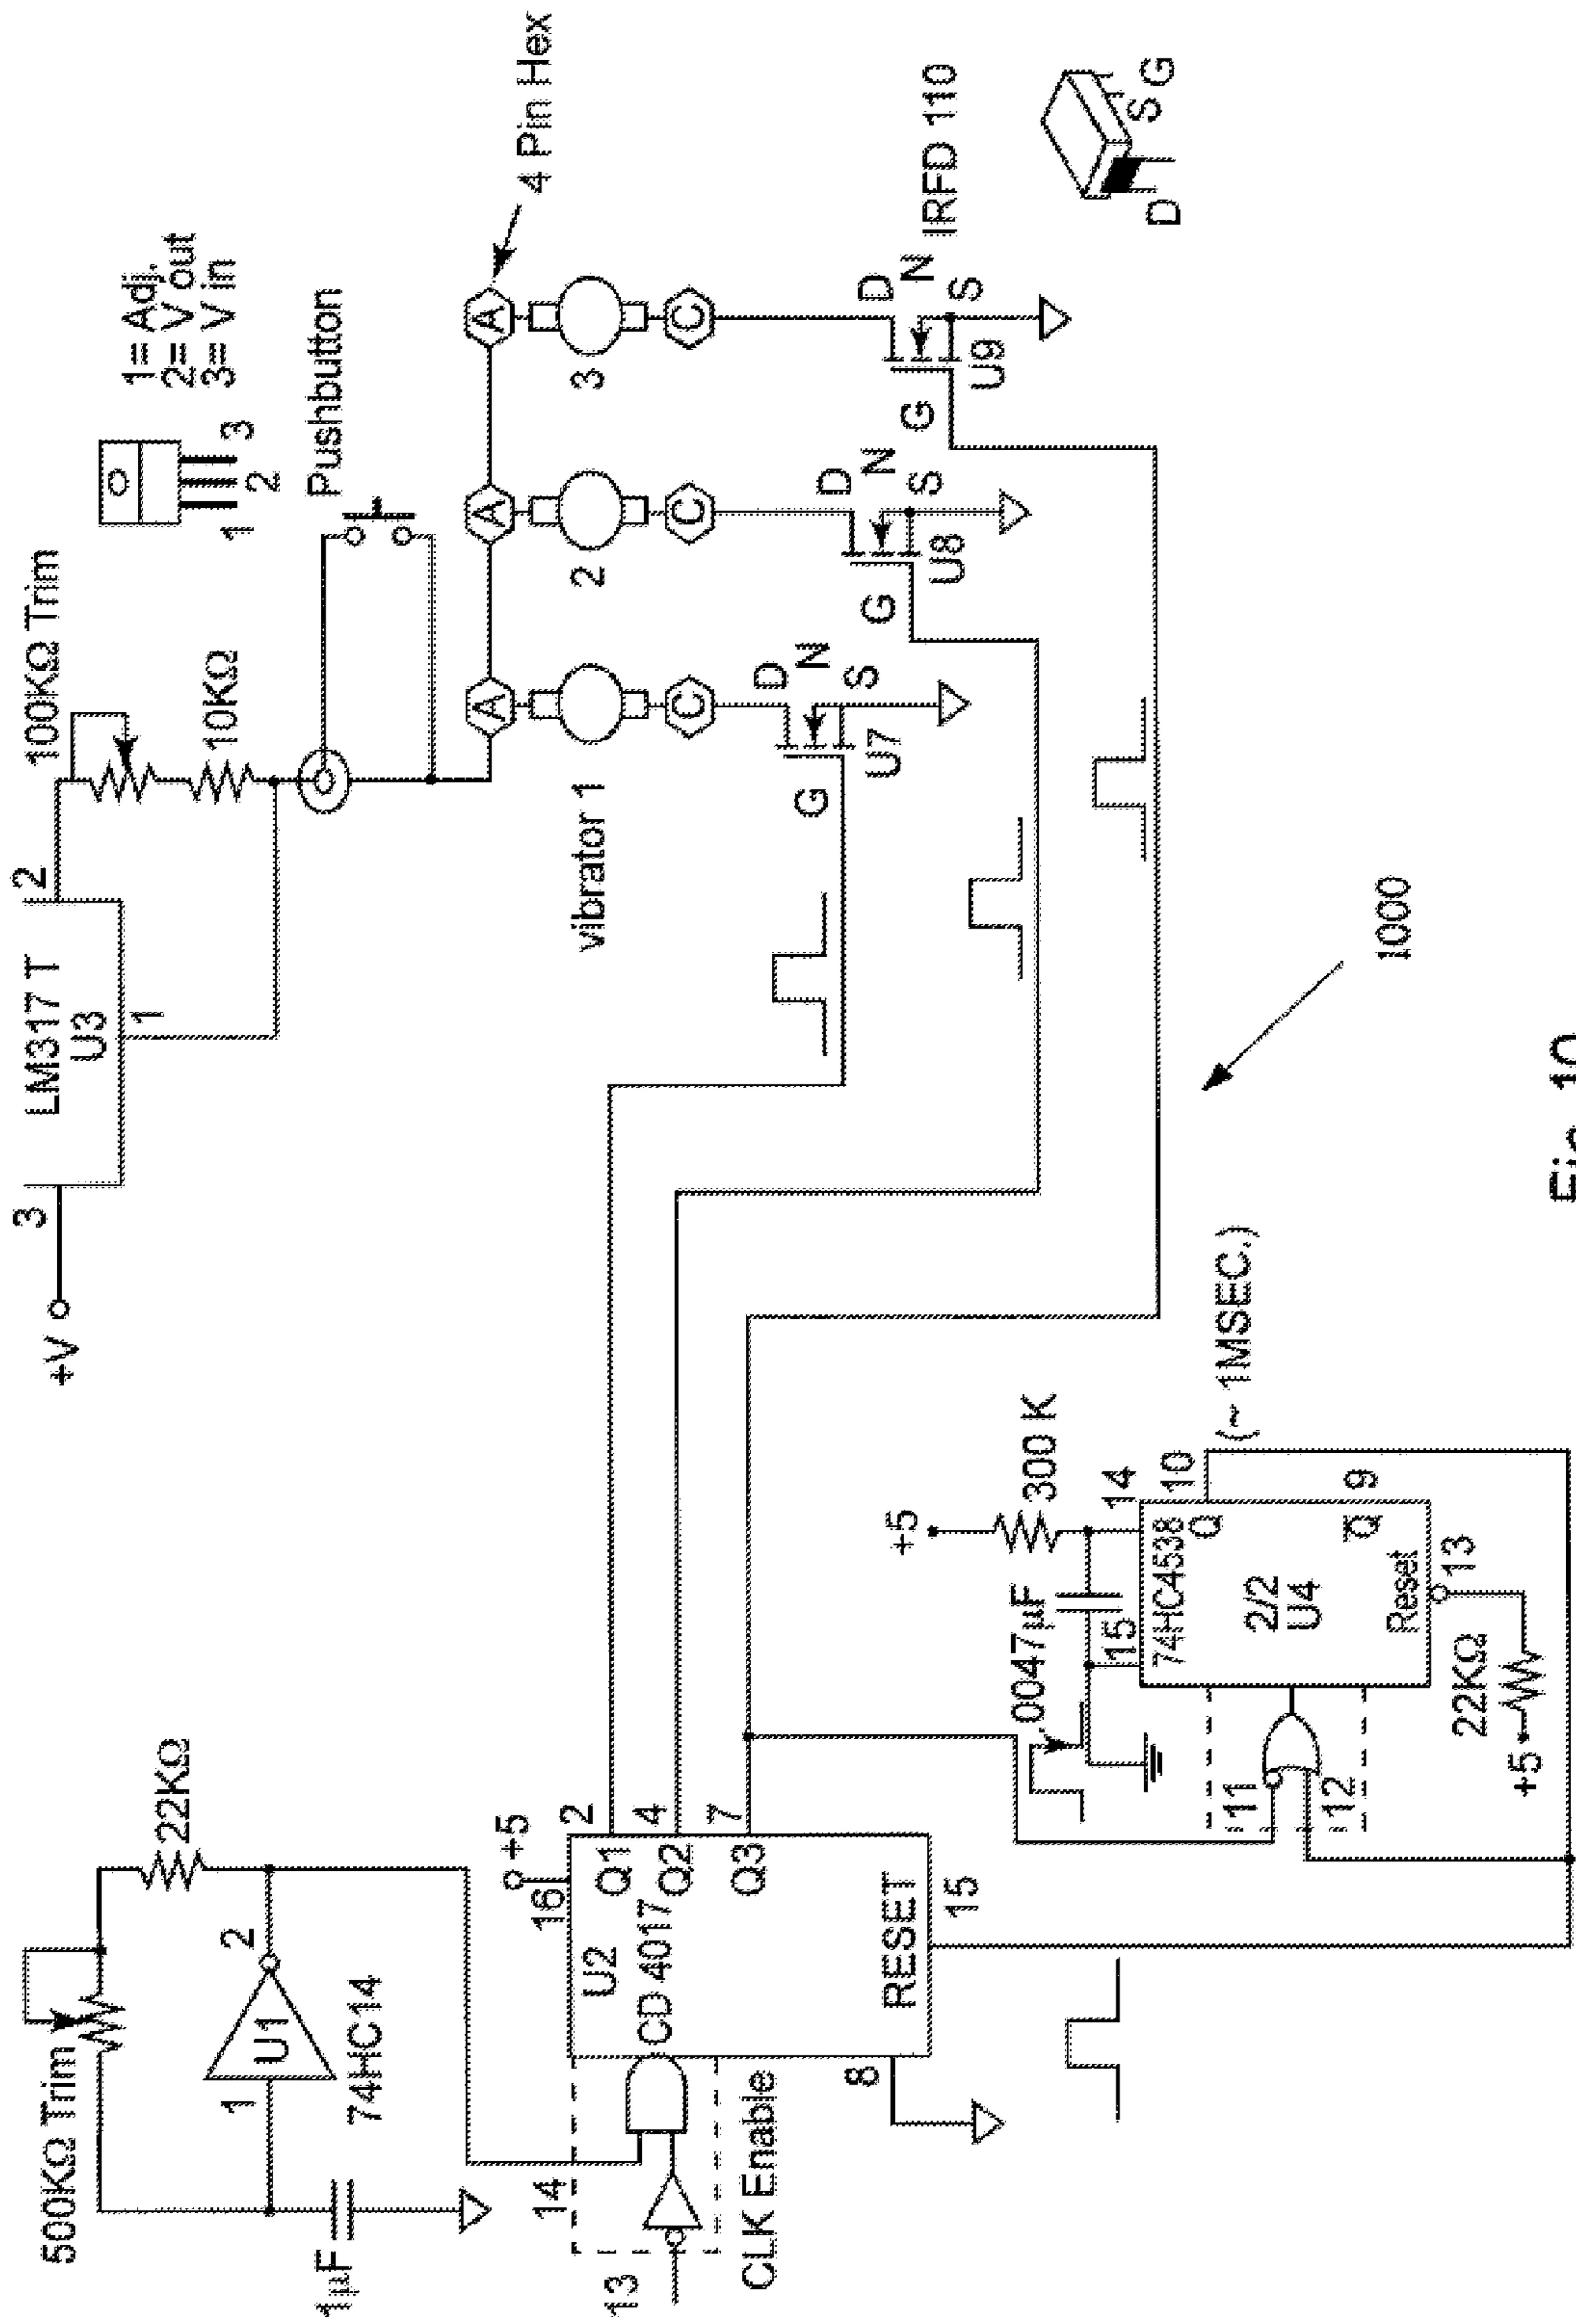 +V
3
LM317 T
U3
2
1
100KΩ Trim
10KΩ
1= Adj.
2= V out
3= V in
1
2
3
Pushbutton
4 Pin Hex
A
A
A
vibrator 1
2
3
C
C
C
D
N
S
G
U7
D
N
S
G
U8
D
N
S
G
U9
IRFD 110
D
S
G
500KΩ Trim
22KΩ
1
U1
2
74HC14
1µF
+5
16
14
13
CLK Enable
U2
CD 4017
Q1
2
Q2
4
Q3
7
RESET
15
8
+5
300 K
.0047µF
15
14
74HC4538
Q
10
(~ 1MSEC.)
2/2
U4
Q
9
Reset
13
22KΩ
+5
11
12
1000
Fig. 10